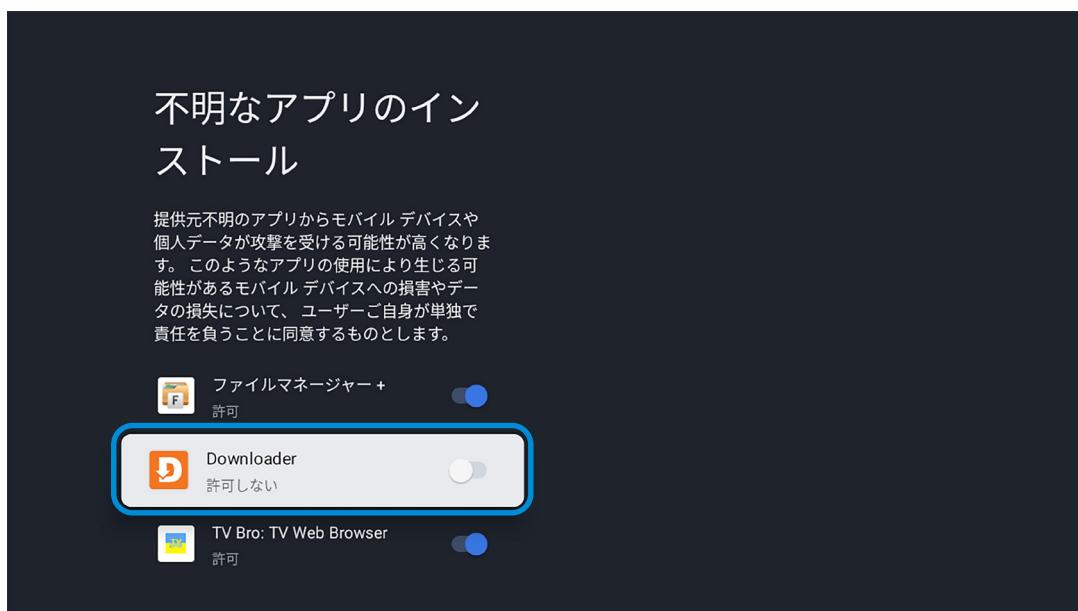 不明なアプリのイン
ストール
提供元不明のアプリからモバイル デバイスや
個人データが攻撃を受ける可能性が高くなりま
す。 このようなアプリの使用により生じる可
能性があるモバイル デバイスへの損害やデー
タの損失について、 ユーザーご自身が単独で
責任を負うことに同意するものとします。
ファイルマネージャー +
許可
Downloader
許可しない
TV Bro: TV Web Browser
許可